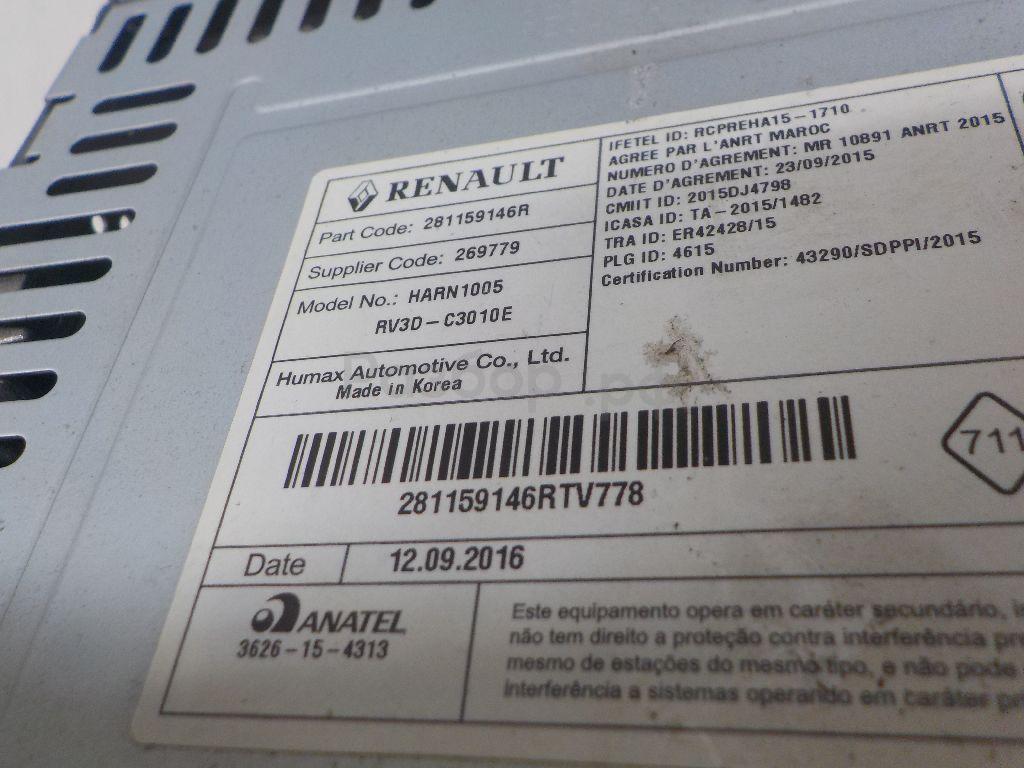 RENAULT
Part Code: 281159146R
Supplier Code: 269779
Model No.: HARN1005
RV3D-C3010E
Humax Automotive Co., Ltd.
Made in Korea
IFETEL ID: RCPREHA15-1710
AGREE PAR L'ANRT MAROC
NUMERO D'AGREMENT: MR 10891 ANRT 2015
DATE D'AGREMENT: 23/09/2015
CMIIT ID: 2015DJ4798
ICASA ID: TA-2015/1482
TRA ID: ER42428/15
PLG ID: 4615
Certification Number: 43290/SDPPI/2015
281159146RTV778
711
Date 12.09.2016
ANATEL
3626-15-4313
Este equipamento opera em caráter secundário,
não tem direito a proteção contra interferência
mesmo de estações do mesmo tipo, e não pode
interferência a sistemas operando em caráter